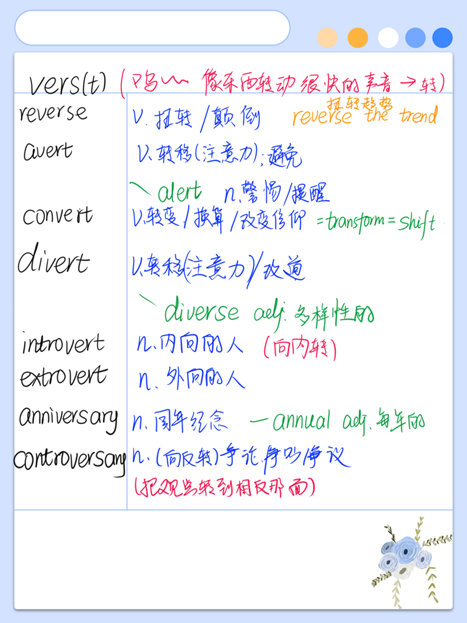 vers(t) (呜~~ 像东西转动很快的声音→转)
reverse v. 扭转/颠倒 扭转趋势 reverse the trend
avert v.转移(注意力);避免
alert n.警惕/提醒
convert v.转变/换算/改变信仰 =transform=shift
divert v.转移(注意力)/改道
diverse adj.多样性的
introvert n.内向的人 (向内转)
extrovert n.外向的人
anniversary n.周年纪念 —annual adj.每年的
controversany n.(向反转)争论,争吵/争议
(把观点转到相反那面)